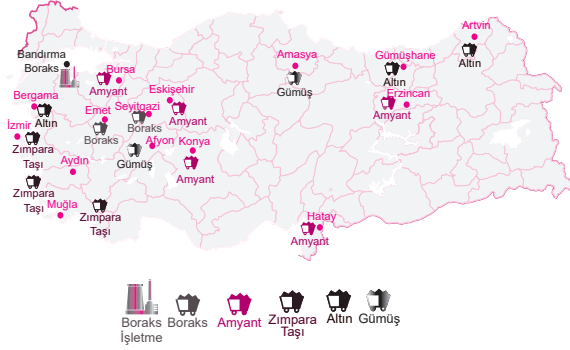 Artvin
Altın
Bandırma
Boraks
Bursa
Amyant
Amasya
Gümüş
Gümüşhane
Altın
Eskişehir
Amyant
Erzincan
Amyant
Bergama
Altın
Emet
Boraks
Seyitgazi
Boraks
İzmir
Zımpara
Taşı
Afyon
Gümüş
Konya
Amyant
Aydın
Zımpara
Taşı
Muğla
Zımpara
Taşı
Hatay
Amyant
Boraks
İşletme
Boraks
Amyant
Zımpara
Taşı
Altın
Gümüş